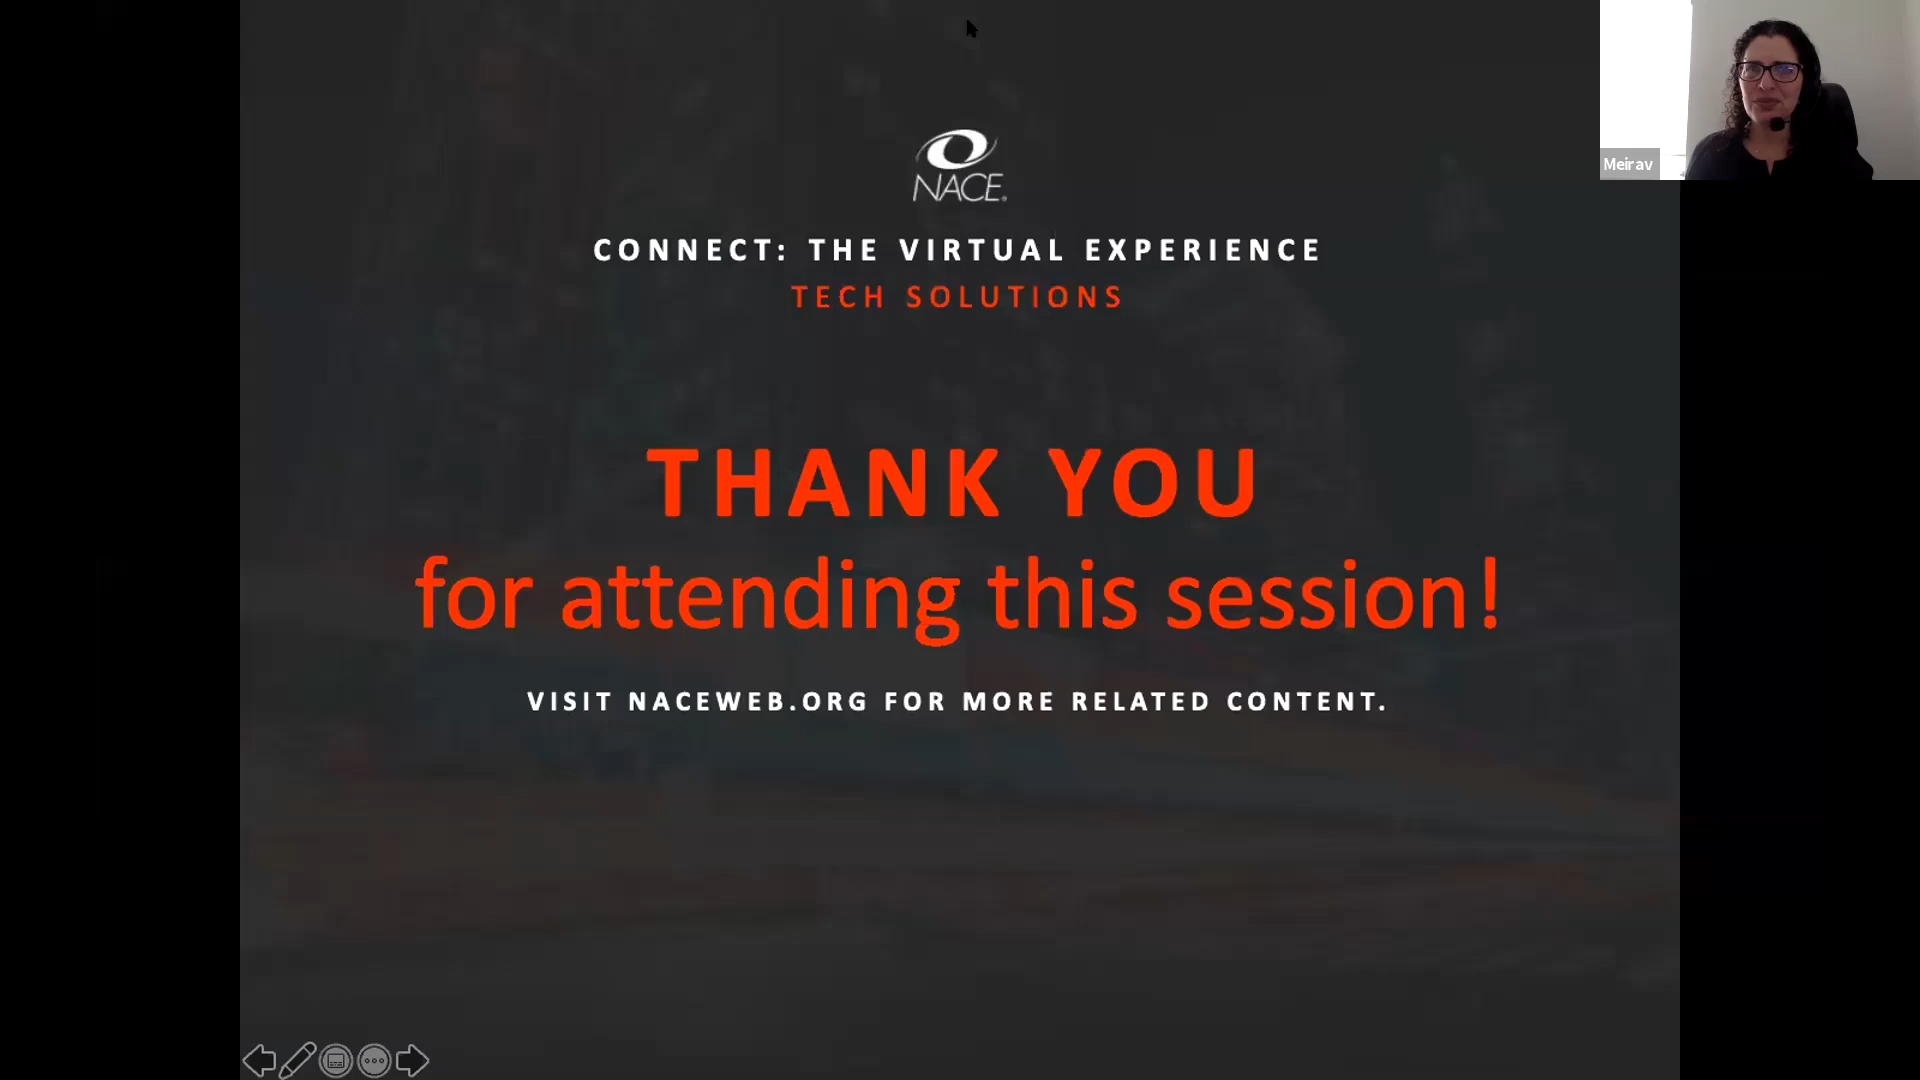 NACE®
CONNECT: THE VIRTUAL EXPERIENCE
TECH SOLUTIONS
THANK YOU
for attending this session!
VISIT NACEWEB.ORG FOR MORE RELATED CONTENT.
Meirav